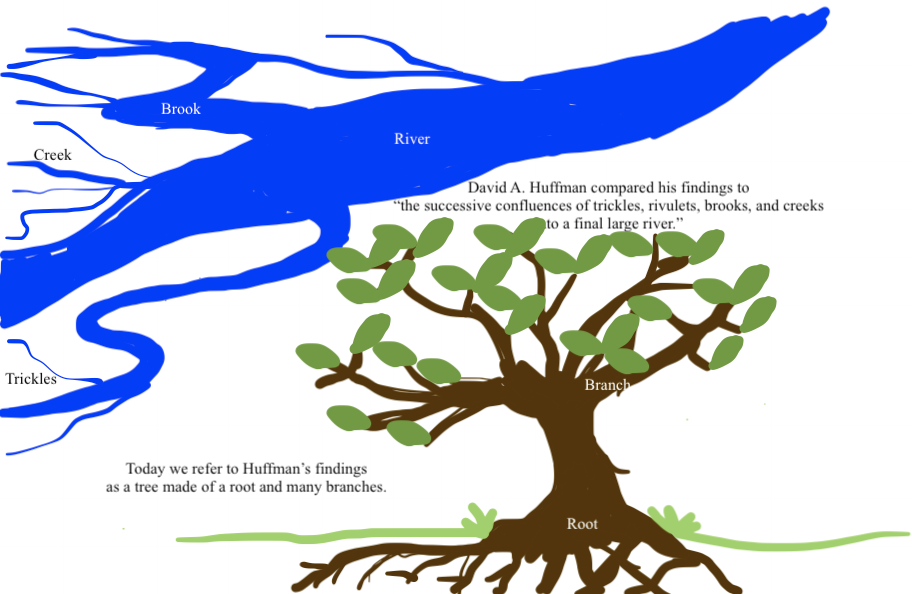 Brook
River
Creek
David A. Huffman compared his findings to
“the successive confluences of trickles, rivulets, brooks, and creeks
into a final large river.”
Trickles
Branch
Today we refer to Huffman’s findings
as a tree made of a root and many branches.
Root